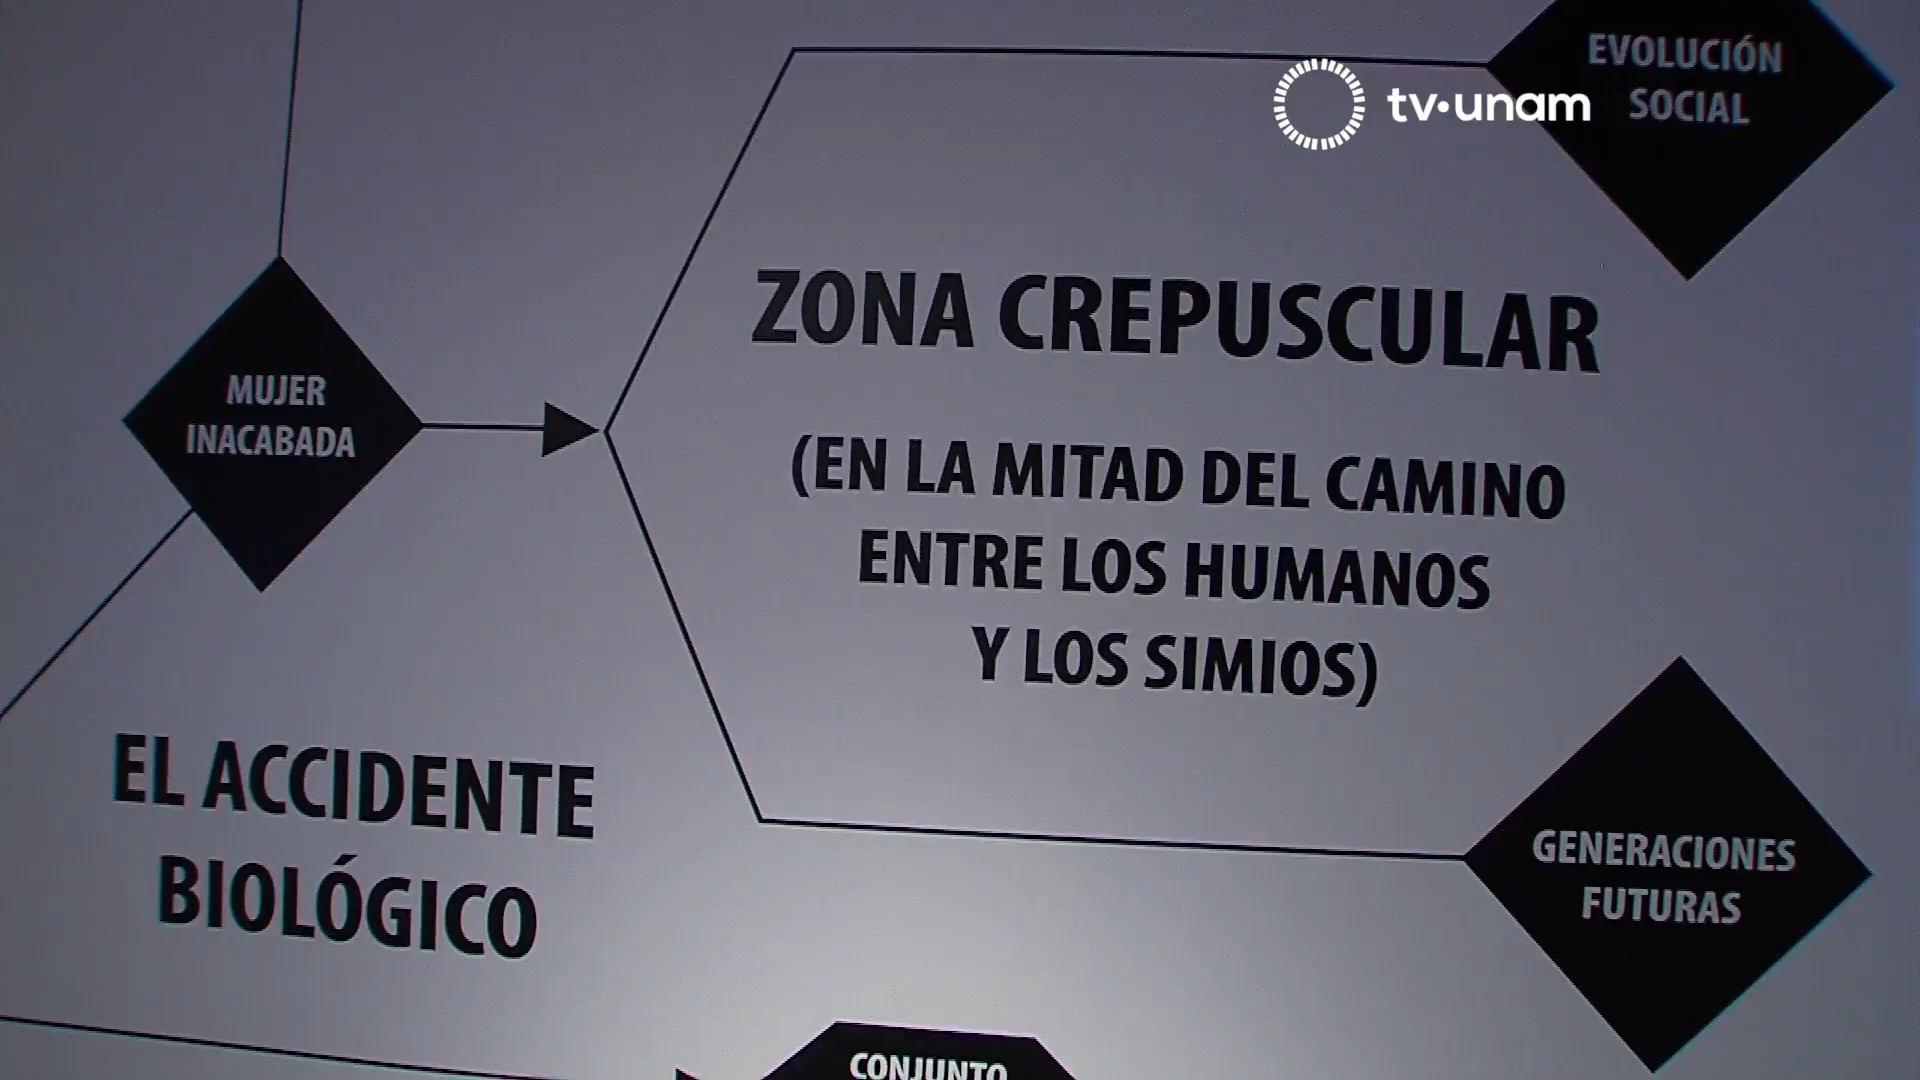 EVOLUCIÓN
SOCIAL
tv•unam
ZONA CREPUSCULAR
(EN LA MITAD DEL CAMINO
ENTRE LOS HUMANOS
Y LOS SIMIOS)
MUJER
INACABADA
EL ACCIDENTE
BIOLÓGICO
GENERACIONES
FUTURAS
CONJUNTO